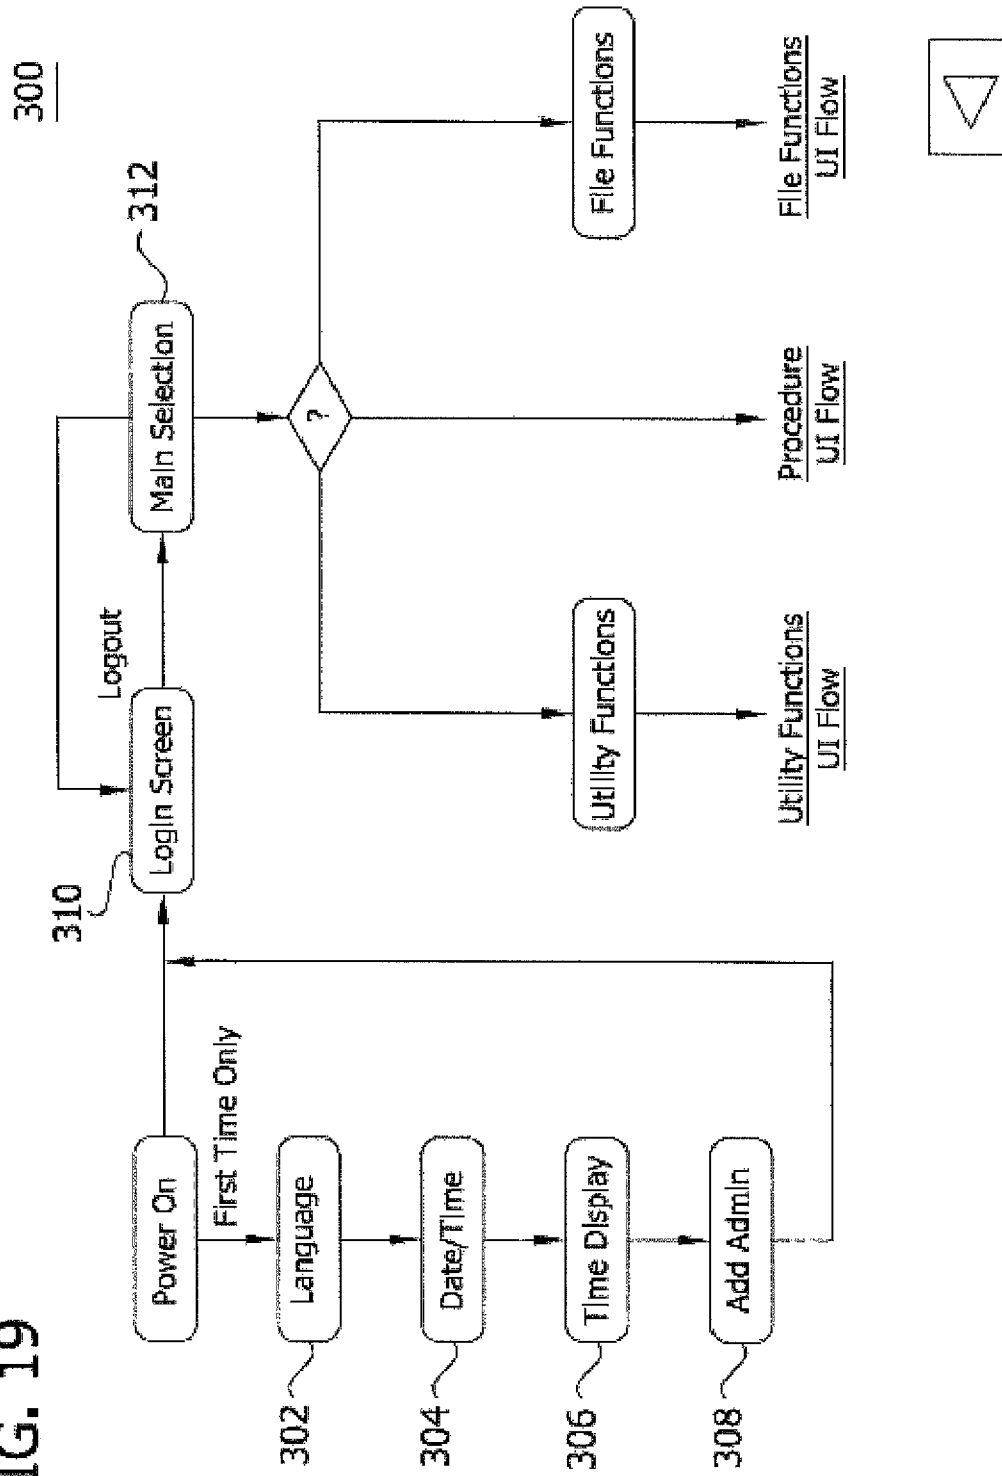 FIG. 19
300
Power On
First Time Only
Language
302
Date/Time
304
Time Display
306
Add Admin
308
310
Login Screen
Logout
Main Selection
312
?
Utility Functions
File Functions
Utility Functions
UI Flow
Procedure
UI Flow
File Functions
UI Flow